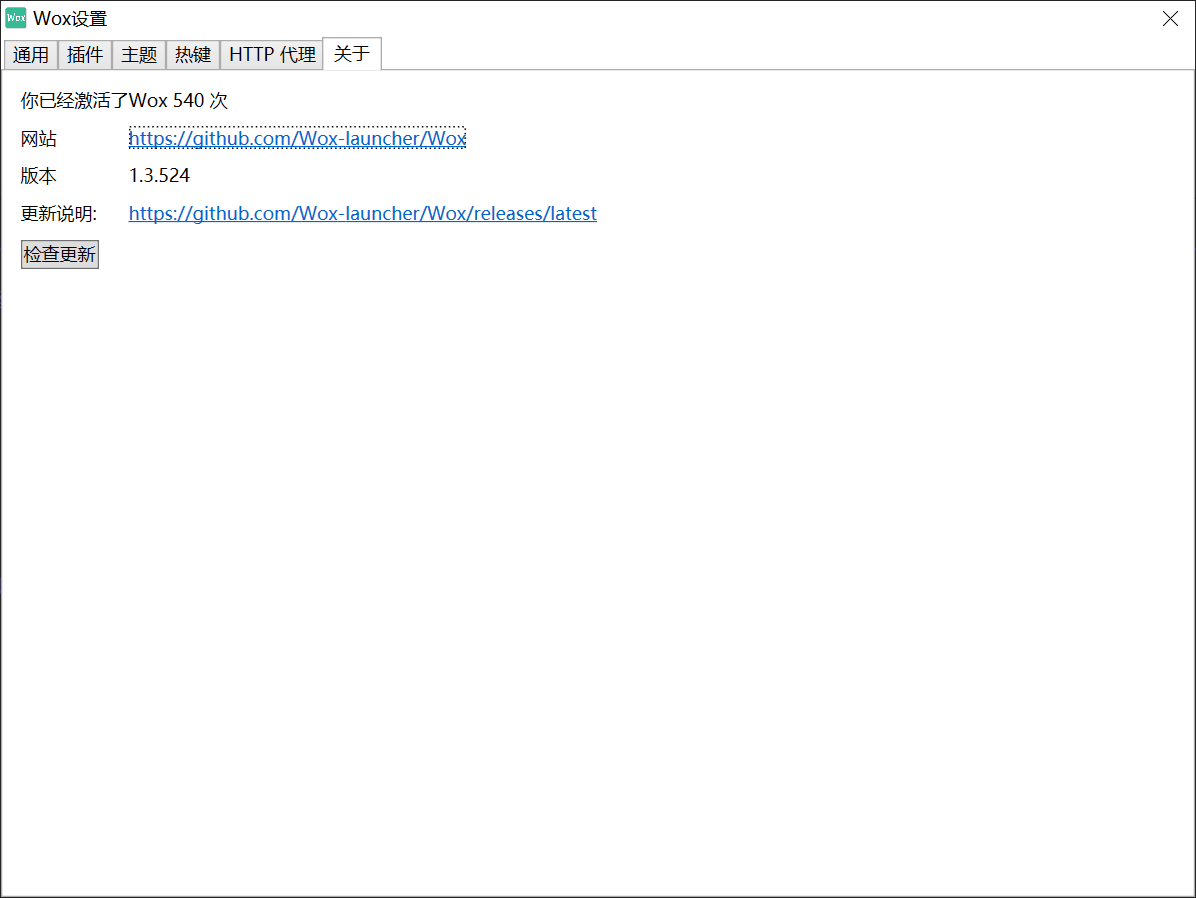 Wox Wox设置
通用 插件 主题 热键 HTTP 代理 关于
你已经激活了Wox 540 次
网站 https://github.com/Wox-launcher/Wox
版本 1.3.524
更新说明: https://github.com/Wox-launcher/Wox/releases/latest
检查更新